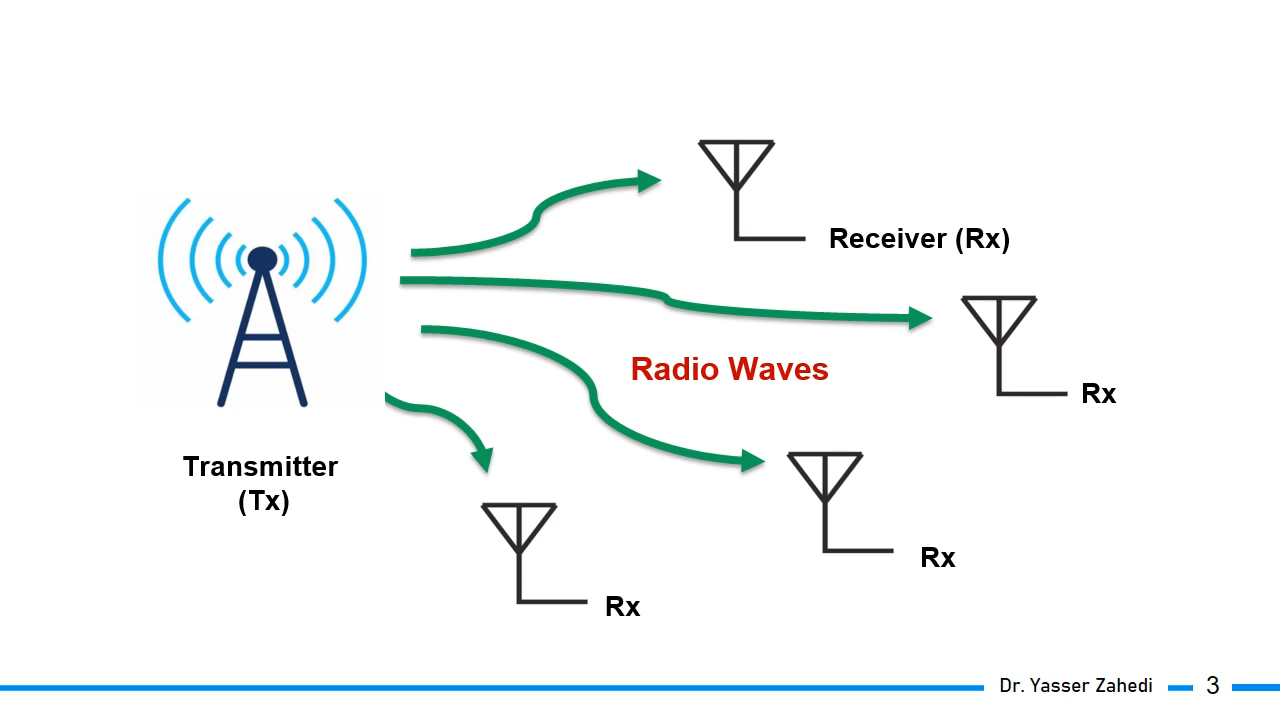 Receiver (Rx)
Radio Waves
Rx
Transmitter
(Tx)
Rx
Rx
Dr. Yasser Zahedi
3